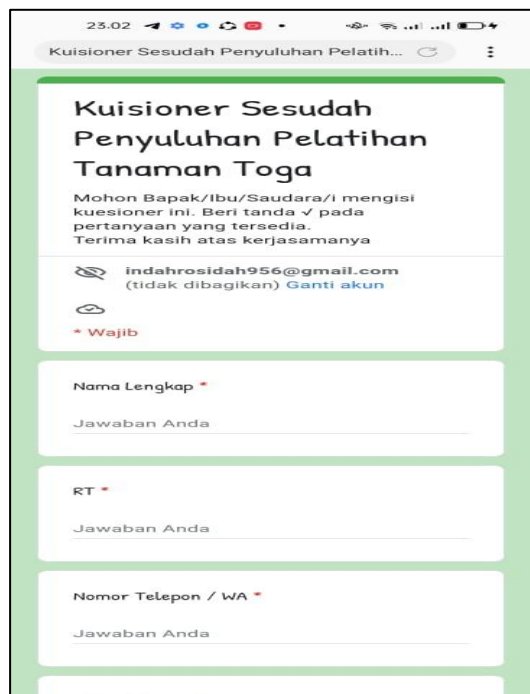 23.02
Kuisioner Sesudah Penyuluhan Pelatih...
Kuisioner Sesudah
Penyuluhan Pelatihan
Tanaman Toga
Mohon Bapak/Ibu/Saudara/i mengisi
kuesioner ini. Beri tanda √ pada
pertanyaan yang tersedia.
Terima kasih atas kerjasamanya
indahrosidah956@gmail.com
(tidak dibagikan) Ganti akun
* Wajib
Nama Lengkap *
Jawaban Anda
RT *
Jawaban Anda
Nomor Telepon / WA *
Jawaban Anda